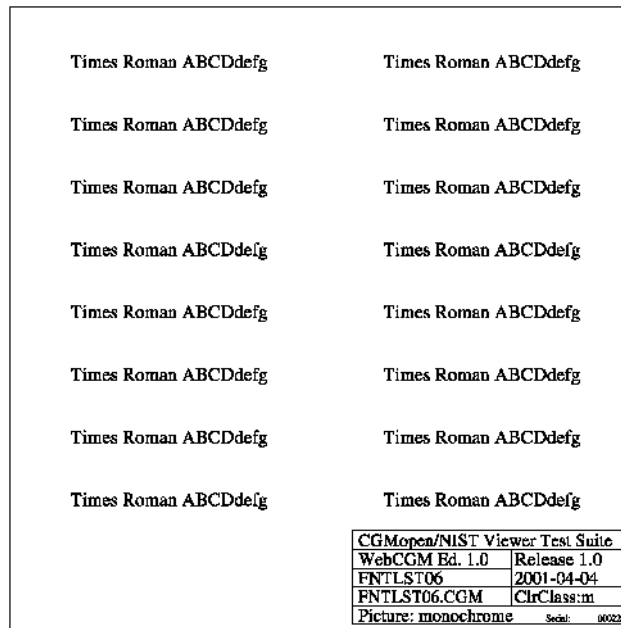 Times Roman ABCDdefg Times Roman ABCDdefg
Times Roman ABCDdefg Times Roman ABCDdefg
Times Roman ABCDdefg Times Roman ABCDdefg
Times Roman ABCDdefg Times Roman ABCDdefg
Times Roman ABCDdefg Times Roman ABCDdefg
Times Roman ABCDdefg Times Roman ABCDdefg
Times Roman ABCDdefg Times Roman ABCDdefg
Times Roman ABCDdefg Times Roman ABCDdefg
CGMopen/NIST Viewer Test Suite
WebCGM Ed. 1.0 Release 1.0
FNTLST06 2001-04-04
FNTLST06.CGM ClrClass:m
Picture: monochrome Serial: 00022